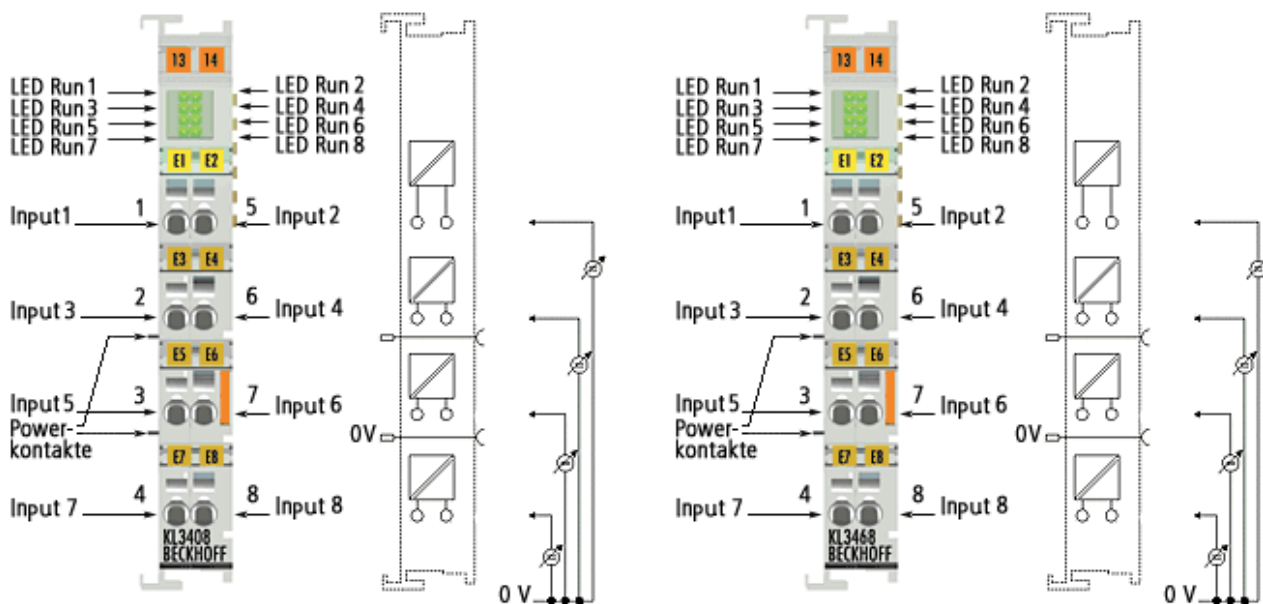 13 14
LED Run 1
LED Run 3
LED Run 5
LED Run 7
LED Run 2
LED Run 4
LED Run 6
LED Run 8
E1 E2
Input1 1 5 Input 2
E3 E4
Input 3 2 6 Input 4
E5 E6
Input 5 3 7 Input 6
Power-
kontakte
0V
E7 E8
Input 7 4 8 Input 8
KL3408
BECKHOFF
0 V
13 14
LED Run 1
LED Run 3
LED Run 5
LED Run 7
LED Run 2
LED Run 4
LED Run 6
LED Run 8
E1 E2
Input1 1 5 Input 2
E3 E4
Input 3 2 6 Input 4
E5 E6
Input 5 3 7 Input 6
Power-
kontakte
0V
E7 E8
Input 7 4 8 Input 8
KL3468
BECKHOFF
0 V